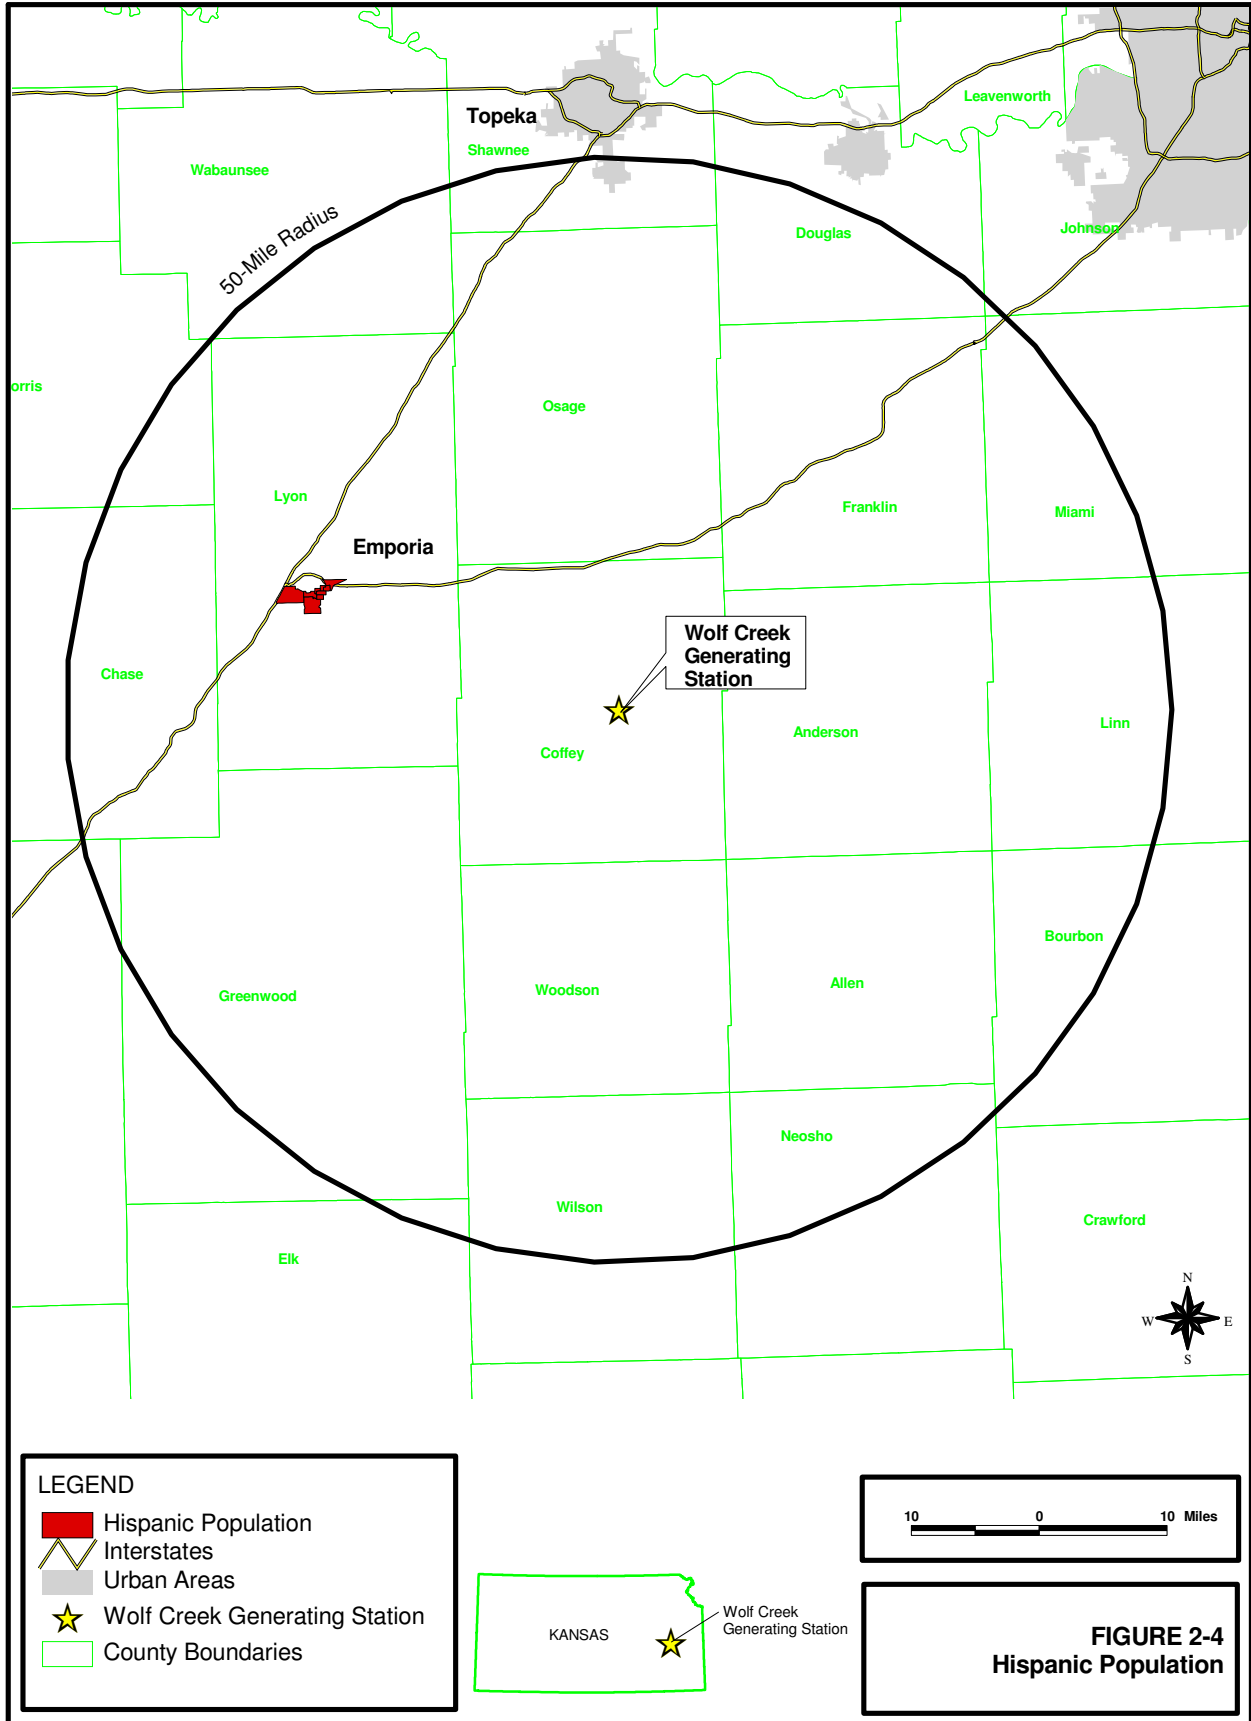 Leavenworth
Topeka
Shawnee
Wabaunsee
50-Mile Radius
Douglas
Johnson
orris
Osage
Lyon
Franklin
Miami
Emporia
Wolf Creek
Generating
Station
Chase
Coffey
Anderson
Linn
Bourbon
Greenwood
Woodson
Allen
Neosho
Wilson
Crawford
Elk
N
W
E
S
LEGEND
Hispanic Population
Interstates
Urban Areas
Wolf Creek Generating Station
County Boundaries
10 0 10 Miles
KANSAS
Wolf Creek
Generating Station
FIGURE 2-4
Hispanic Population